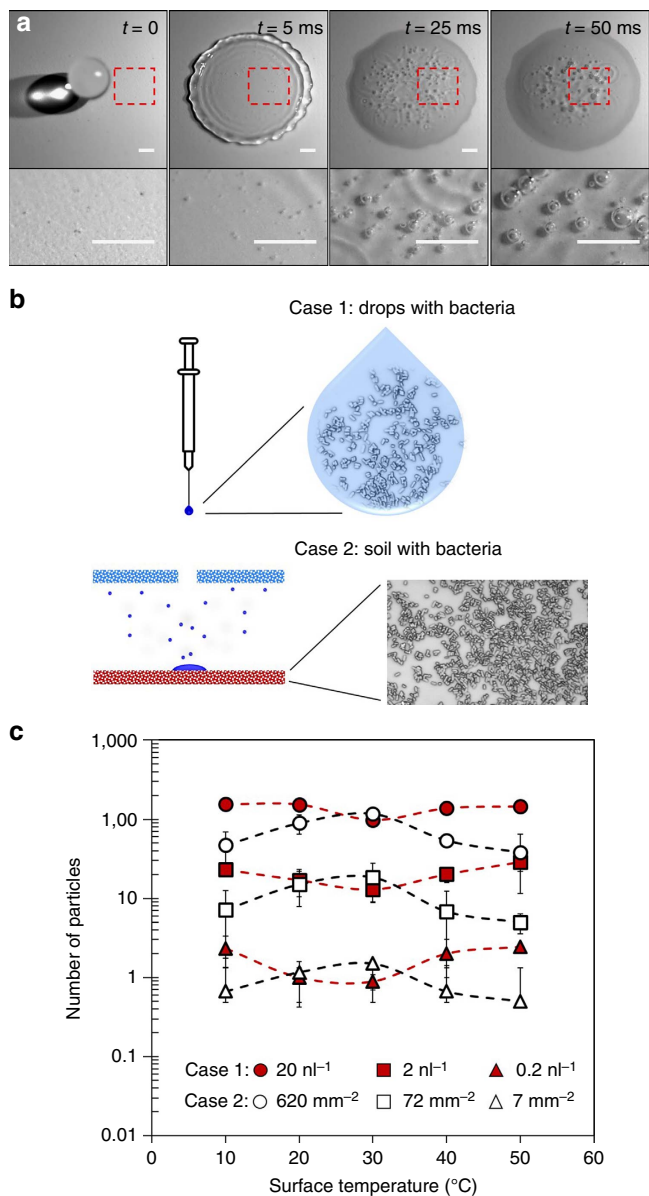 a
t = 0
t = 5 ms
t = 25 ms
t = 50 ms
b
Case 1: drops with bacteria
Case 2: soil with bacteria
c
1,000
1,00
10
1
0.1
0.01
Number of particles
Case 1: 20 nl⁻¹ 2 nl⁻¹ 0.2 nl⁻¹
Case 2: 620 mm⁻² 72 mm⁻² 7 mm⁻²
0 10 20 30 40 50 60
Surface temperature (°C)